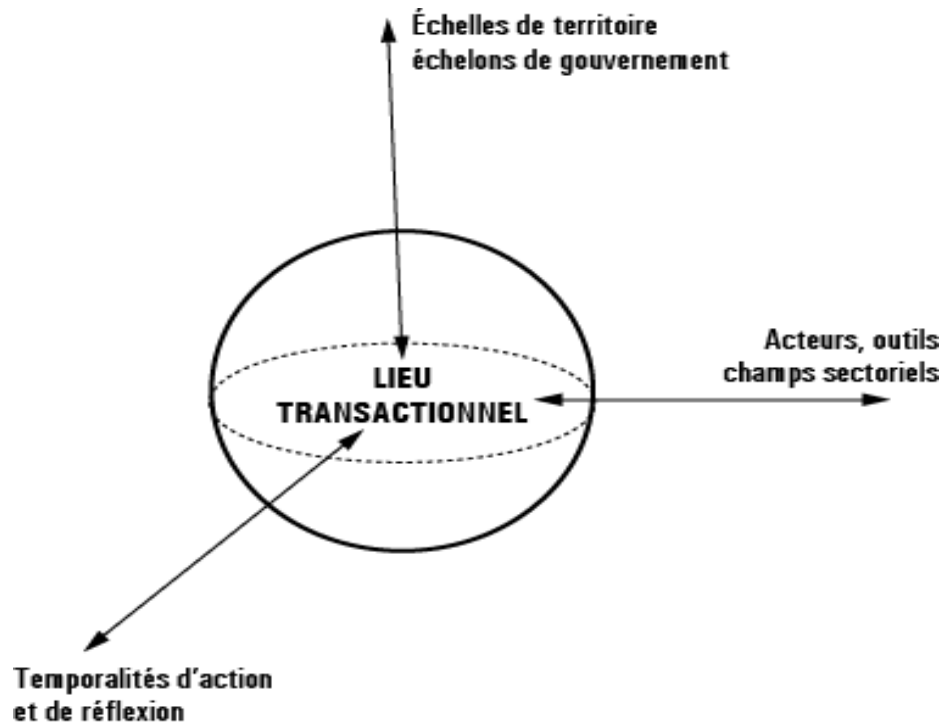 Échelles de territoire
échelons de gouvernement
Acteurs, outils
champs sectoriels
LIEU
TRANSACTIONNEL
Temporalités d'action
et de réflexion